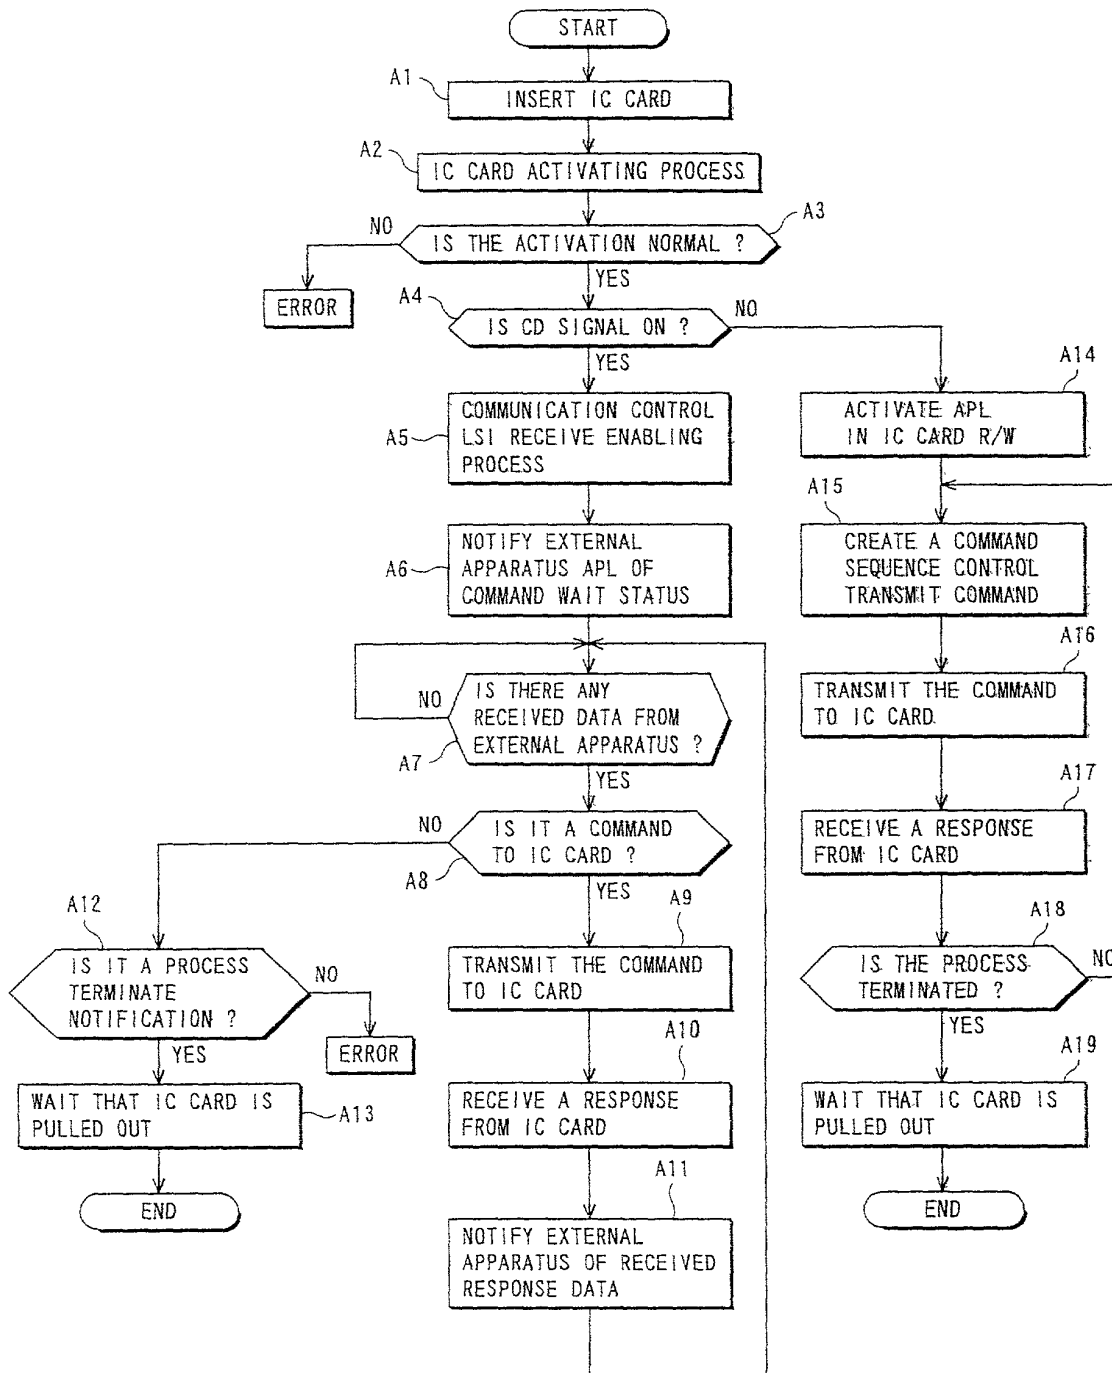 START
A1
INSERT IC CARD
A2
IC CARD ACTIVATING PROCESS
A3
NO
IS THE ACTIVATION NORMAL ?
YES
ERROR
A4
IS CD SIGNAL ON ?
NO
YES
A5
COMMUNICATION CONTROL
LSI RECEIVE ENABLING
PROCESS
A14
ACTIVATE APL
IN IC CARD R/W
A6
NOTIFY EXTERNAL
APPARATUS APL OF
COMMAND WAIT STATUS
A15
CREATE A COMMAND
SEQUENCE CONTROL
TRANSMIT COMMAND
A7
NO
IS THERE ANY
RECEIVED DATA FROM
EXTERNAL APPARATUS ?
YES
A16
TRANSMIT THE COMMAND
TO IC CARD
A8
NO
IS IT A COMMAND
TO IC CARD ?
YES
A17
RECEIVE A RESPONSE
FROM IC CARD
A12
IS IT A PROCESS
TERMINATE
NOTIFICATION ?
NO
YES
ERROR
A9
TRANSMIT THE COMMAND
TO IC CARD
A18
IS THE PROCESS
TERMINATED ?
NO
YES
WAIT THAT IC CARD IS
PULLED OUT
A13
END
A10
RECEIVE A RESPONSE
FROM IC CARD
A19
WAIT THAT IC CARD IS
PULLED OUT
END
A11
NOTIFY EXTERNAL
APPARATUS OF RECEIVED
RESPONSE DATA